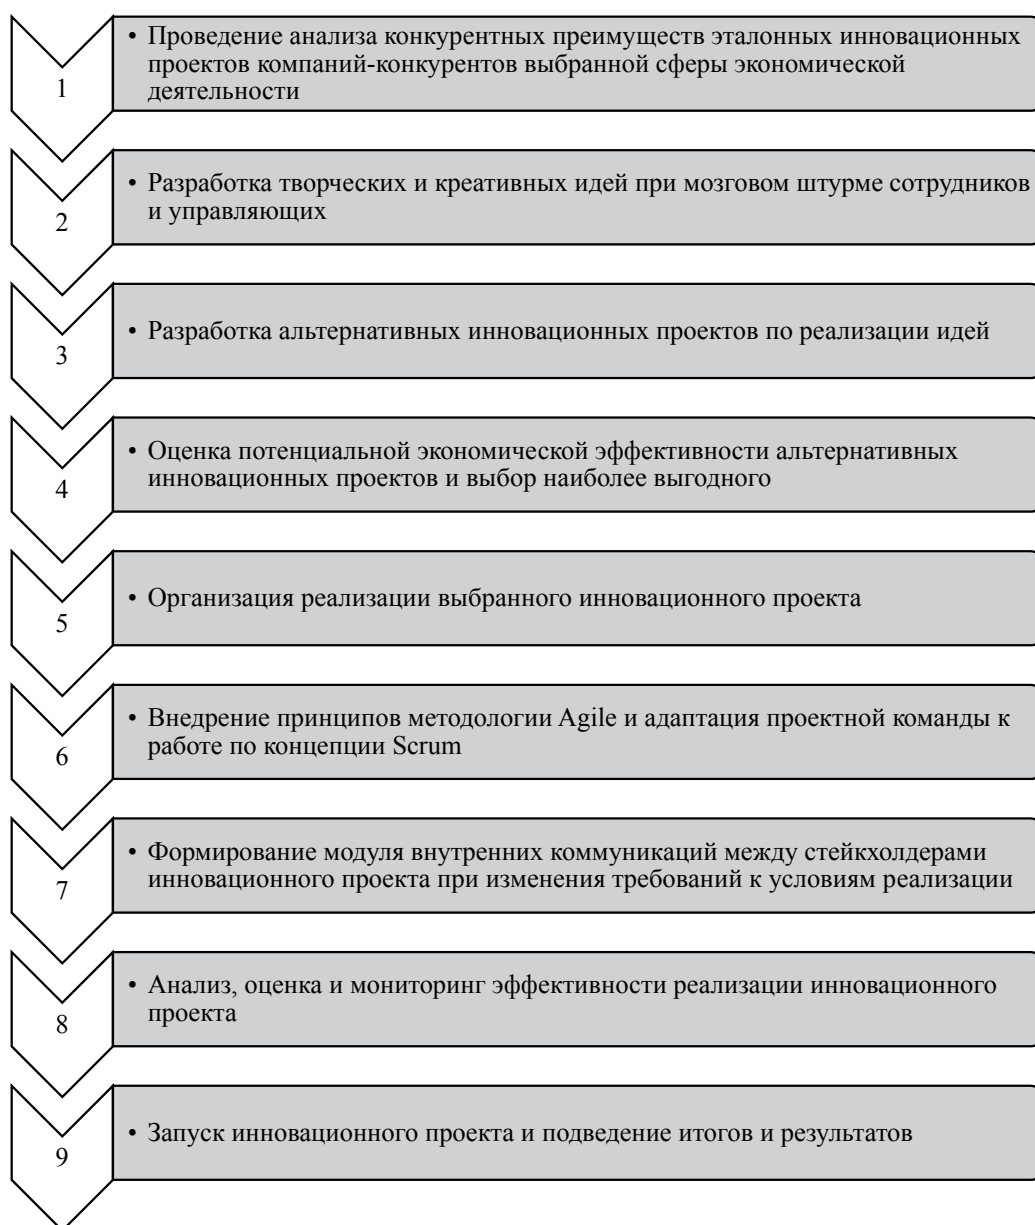 1
• Проведение анализа конкурентных преимуществ эталонных инновационных
проектов компаний-конкурентов выбранной сферы экономической
деятельности
2
• Разработка творческих и креативных идей при мозговом штурме сотрудников
и управляющих
3
• Разработка альтернативных инновационных проектов по реализации идей
4
• Оценка потенциальной экономической эффективности альтернативных
инновационных проектов и выбор наиболее выгодного
5
• Организация реализации выбранного инновационного проекта
6
• Внедрение принципов методологии Agile и адаптация проектной команды к
работе по концепции Scrum
7
• Формирование модуля внутренних коммуникаций между стейкхолдерами
инновационного проекта при изменения требований к условиям реализации
8
• Анализ, оценка и мониторинг эффективности реализации инновационного
проекта
9
• Запуск инновационного проекта и подведение итогов и результатов